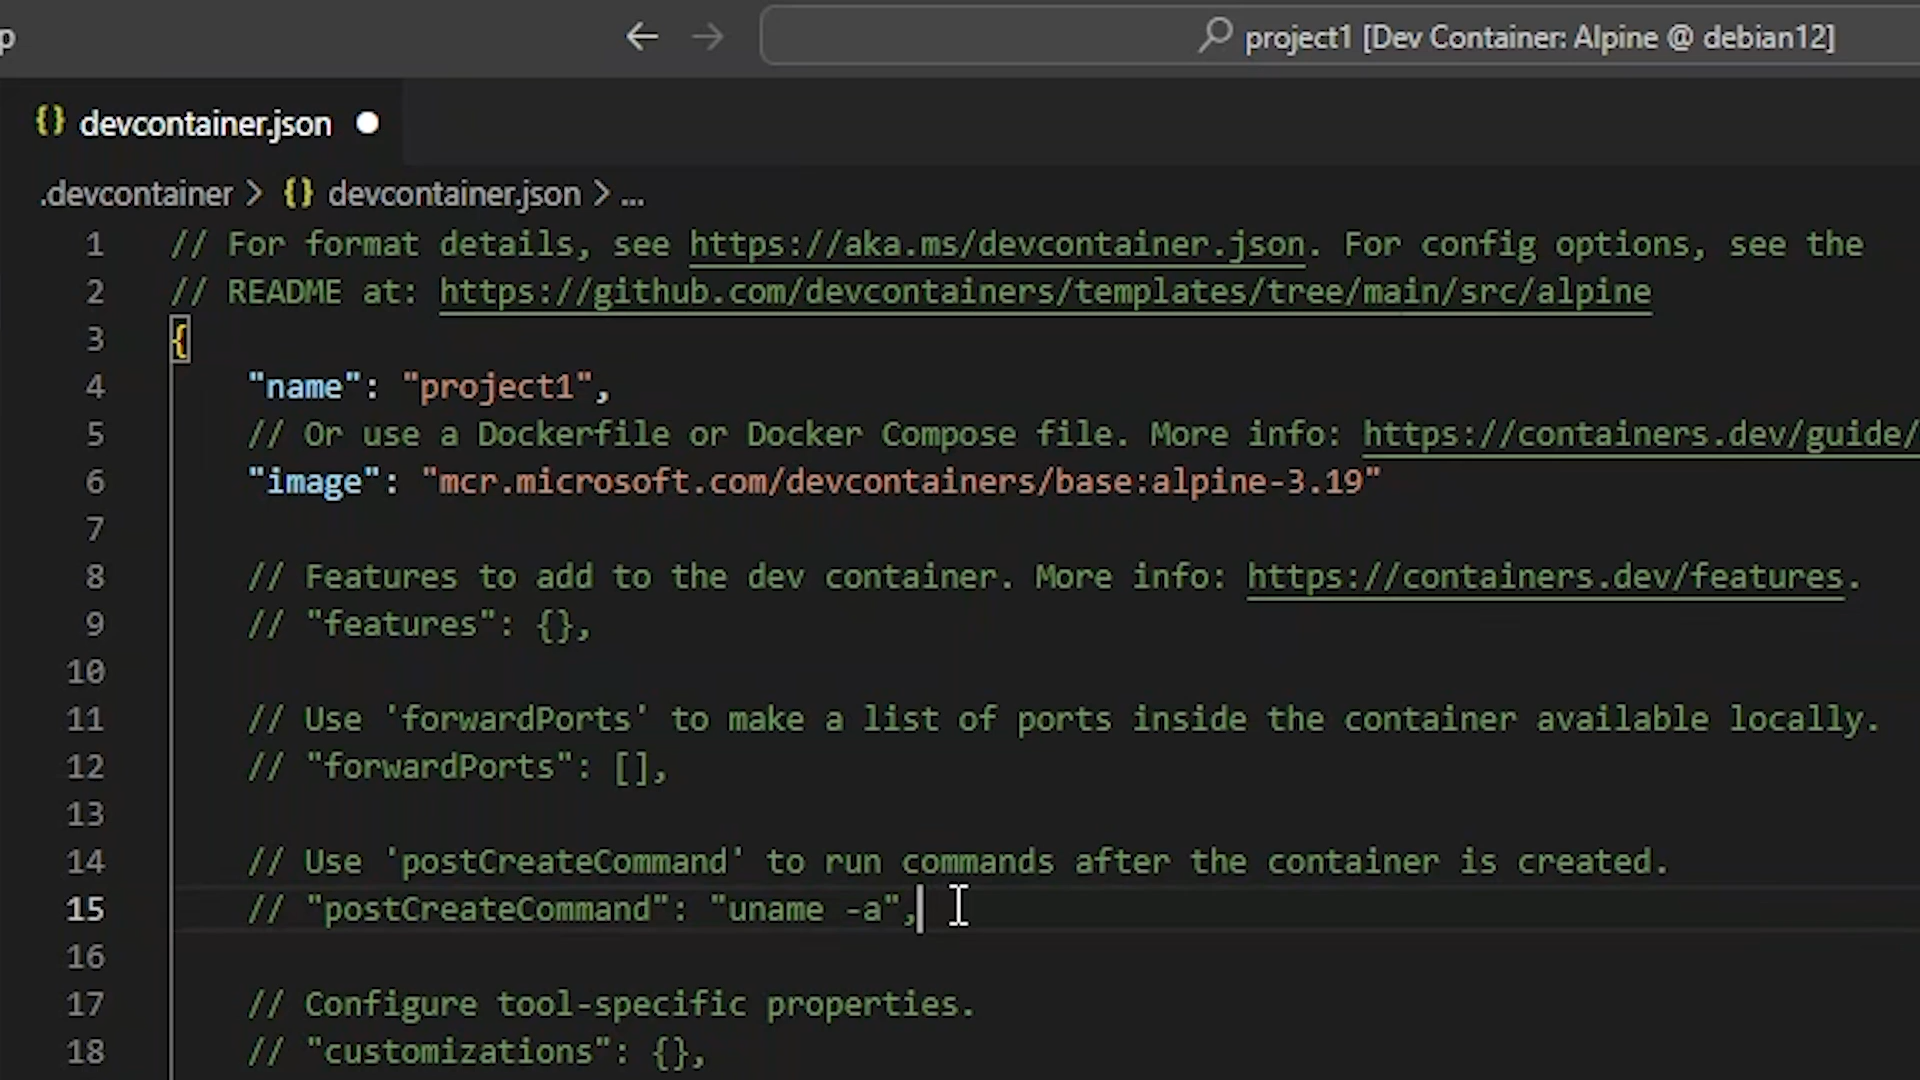 p
project1 [Dev Container: Alpine @ debian12]
{} devcontainer.json
.devcontainer > {} devcontainer.json > ...
1 // For format details, see https://aka.ms/devcontainer.json. For config options, see the
2 // README at: https://github.com/devcontainers/templates/tree/main/src/alpine
3 {
4 "name": "project1",
5 // Or use a Dockerfile or Docker Compose file. More info: https://containers.dev/guide/
6 "image": "mcr.microsoft.com/devcontainers/base:alpine-3.19"
7
8 // Features to add to the dev container. More info: https://containers.dev/features.
9 // "features": {},
10
11 // Use 'forwardPorts' to make a list of ports inside the container available locally.
12 // "forwardPorts": [],
13
14 // Use 'postCreateCommand' to run commands after the container is created.
15 // "postCreateCommand": "uname -a",
16
17 // Configure tool-specific properties.
18 // "customizations": {},